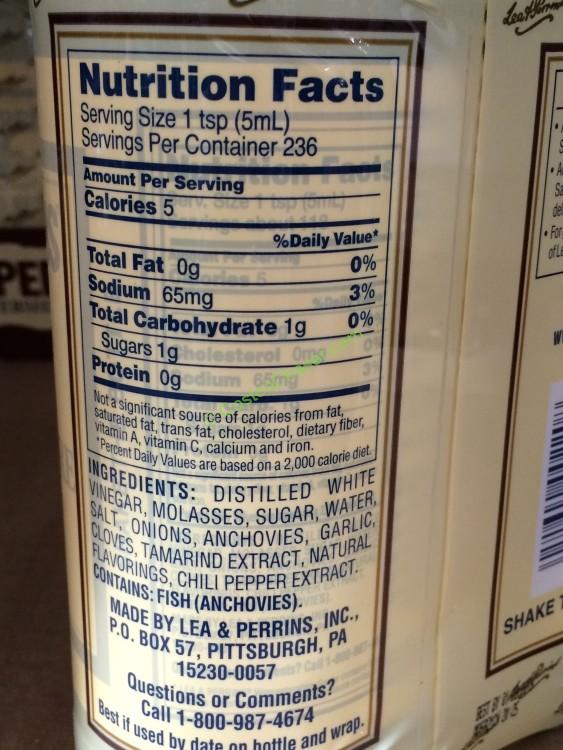 Nutrition Facts
Serving Size 1 tsp (5mL)
Servings Per Container 236
Amount Per Serving
Calories 5
%Daily Value*
Total Fat 0g 0%
Sodium 65mg 3%
Total Carbohydrate 1g 0%
Sugars 1g
Protein 0g
Not a significant source of calories from fat,
saturated fat, trans fat, cholesterol, dietary fiber,
vitamin A, vitamin C, calcium and iron.
*Percent Daily Values are based on a 2,000 calorie diet.
INGREDIENTS: DISTILLED WHITE
VINEGAR, MOLASSES, SUGAR, WATER,
SALT, ONIONS, ANCHOVIES, GARLIC,
CLOVES, TAMARIND EXTRACT, NATURAL
FLAVORINGS, CHILI PEPPER EXTRACT.
CONTAINS: FISH (ANCHOVIES).
MADE BY LEA & PERRINS, INC.,
P.O. BOX 57, PITTSBURGH, PA
15230-0057
Questions or Comments?
Call 1-800-987-4674
Best if used by date on bottle and wrap.
SHAKE